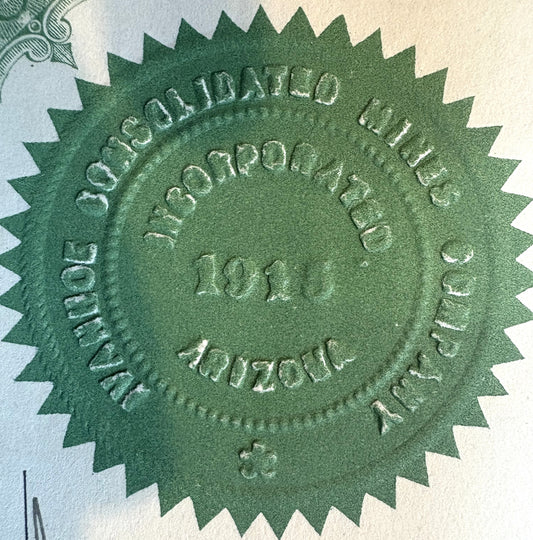 IVANHOE CONSOLIDATED MINES COMPANY
INCORPORATED
ARIZONA